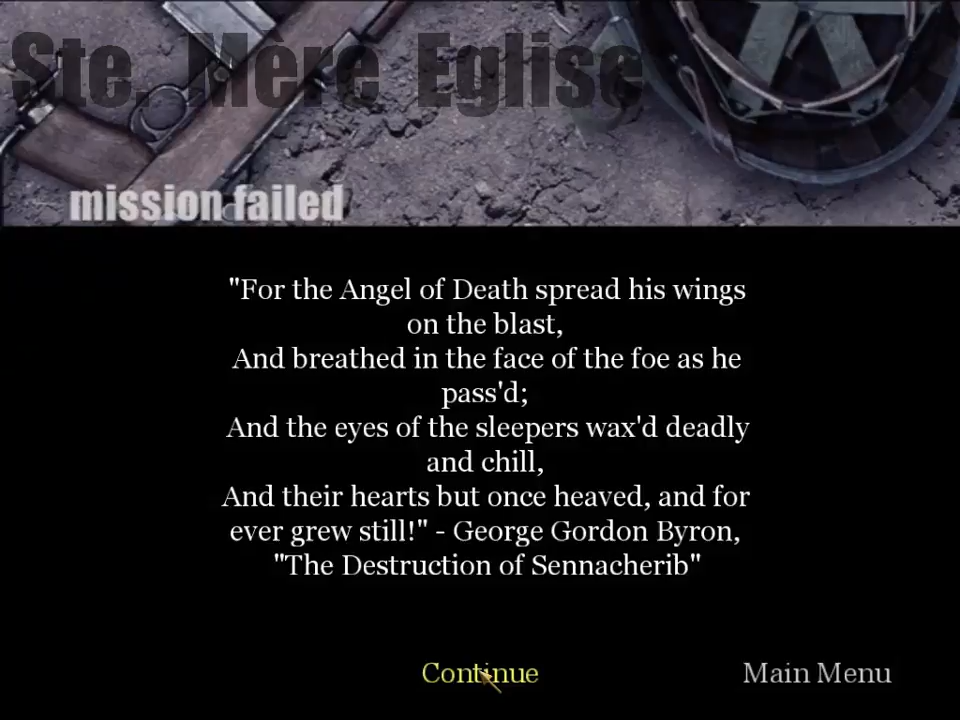 Ste. Mère Eglise
mission failed
"For the Angel of Death spread his wings
on the blast,
And breathed in the face of the foe as he
pass'd;
And the eyes of the sleepers wax'd deadly
and chill,
And their hearts but once heaved, and for
ever grew still!" - George Gordon Byron,
"The Destruction of Sennacherib"
Continue
Main Menu